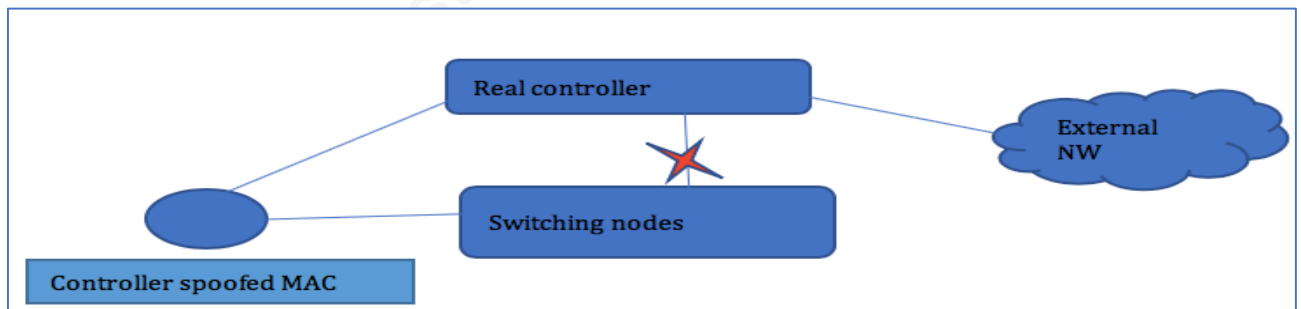 Real controller
External
NW
Switching nodes
Controller spoofed MAC